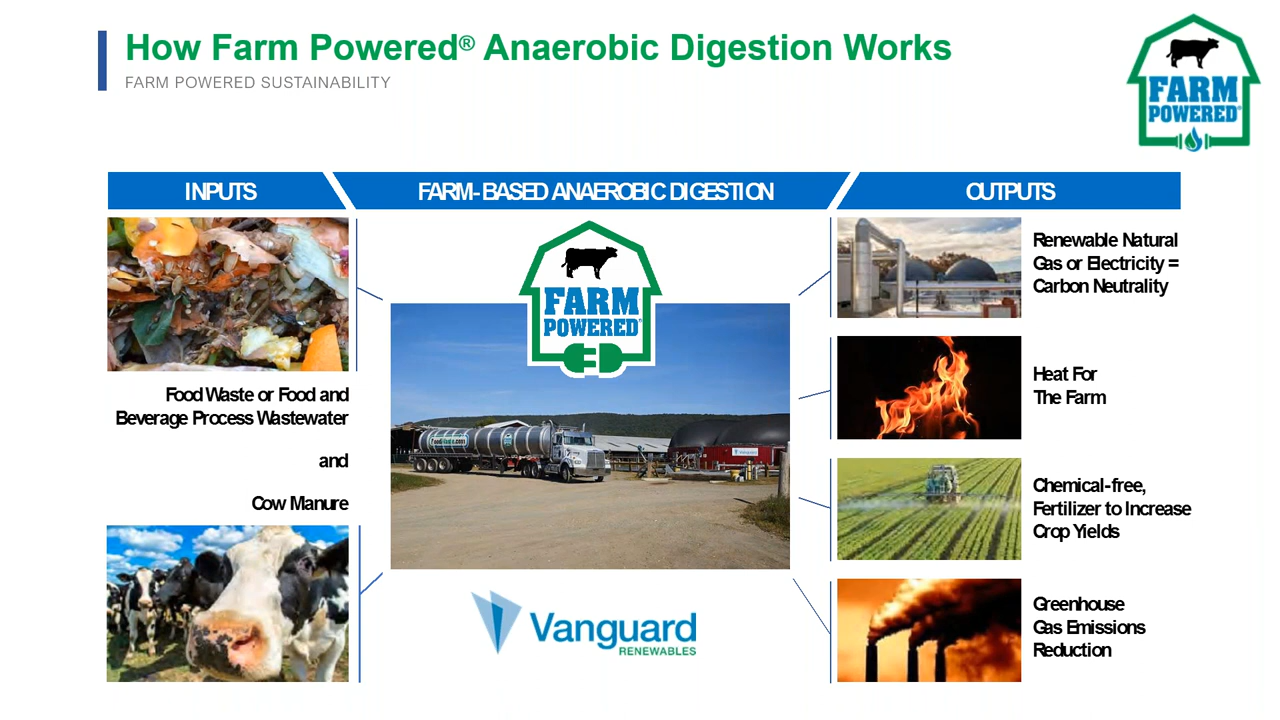 How Farm Powered® Anaerobic Digestion Works
FARM POWERED SUSTAINABILITY
FARM
POWERED®
INPUTS
FARM-BASED ANAEROBIC DIGESTION
OUTPUTS
Food Waste or Food and
Beverage Process Wastewater
and
Cow Manure
FARM
POWERED®
Vanguard
Vanguard
RENEWABLES
Renewable Natural
Gas or Electricity =
Carbon Neutrality
Heat For
The Farm
Chemical-free,
Fertilizer to Increase
Crop Yields
Greenhouse
Gas Emissions
Reduction